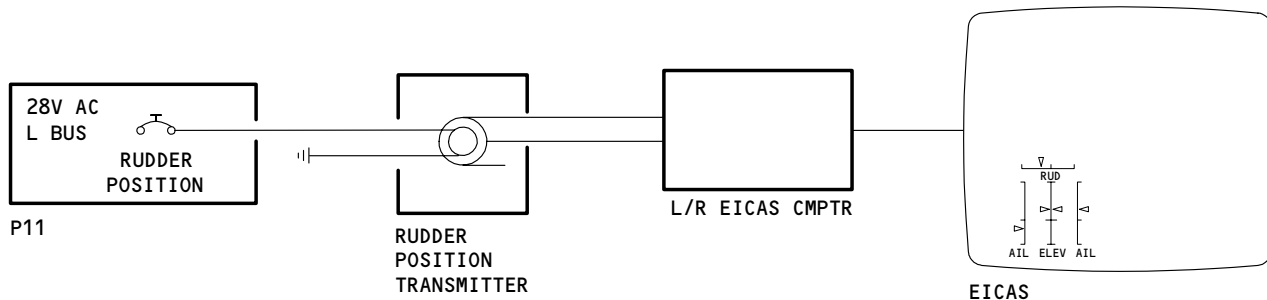 28V AC
L BUS
RUDDER
POSITION
P11
RUDDER
POSITION
TRANSMITTER
L/R EICAS CMPTR
RUD
AIL ELEV AIL
EICAS